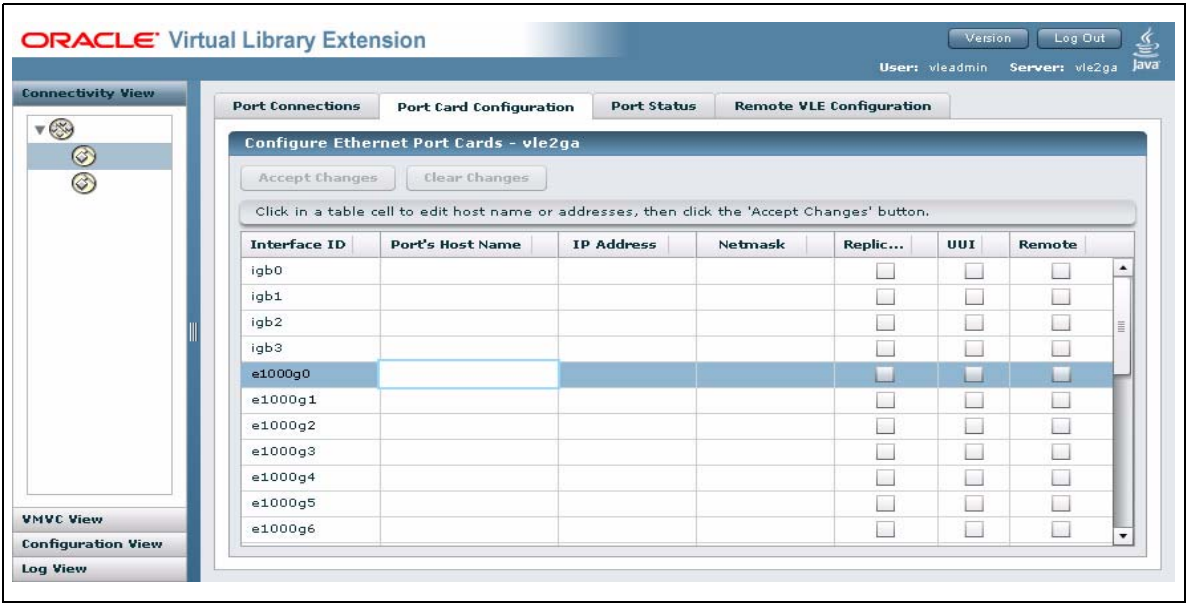 ORACLE Virtual Library Extension
Version Log Out
User: vleadmin Server: vle2ga Java
Connectivity View
Port Connections Port Card Configuration Port Status Remote VLE Configuration
Configure Ethernet Port Cards - vle2ga
Accept Changes Clear Changes
Click in a table cell to edit host name or addresses, then click the 'Accept Changes' button.
Interface ID Port's Host Name IP Address Netmask Replic... UUI Remote
igb0
igb1
igb2
igb3
e1000g0
e1000g1
e1000g2
e1000g3
e1000g4
e1000g5
e1000g6
VMVC View
Configuration View
Log View